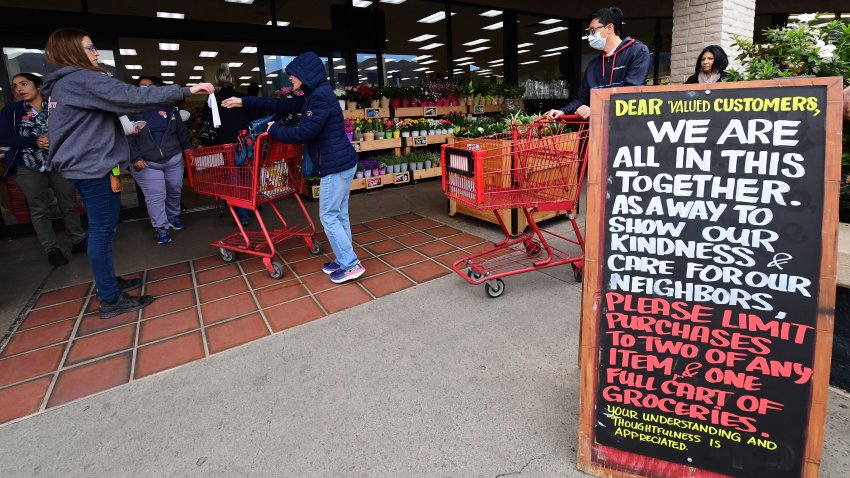 DEAR VALUED CUSTOMERS,
WE ARE
ALL IN THIS
TOGETHER.
AS A WAY TO
SHOW OUR
KINDNESS &
CARE FOR OUR
NEIGHBORS,
PLEASE LIMIT
PURCHASES
TO TWO OF ANY
ITEM, & ONE
FULL CART OF
GROCERIES.
YOUR UNDERSTANDING AND
THOUGHTFULNESS IS
APPRECIATED.